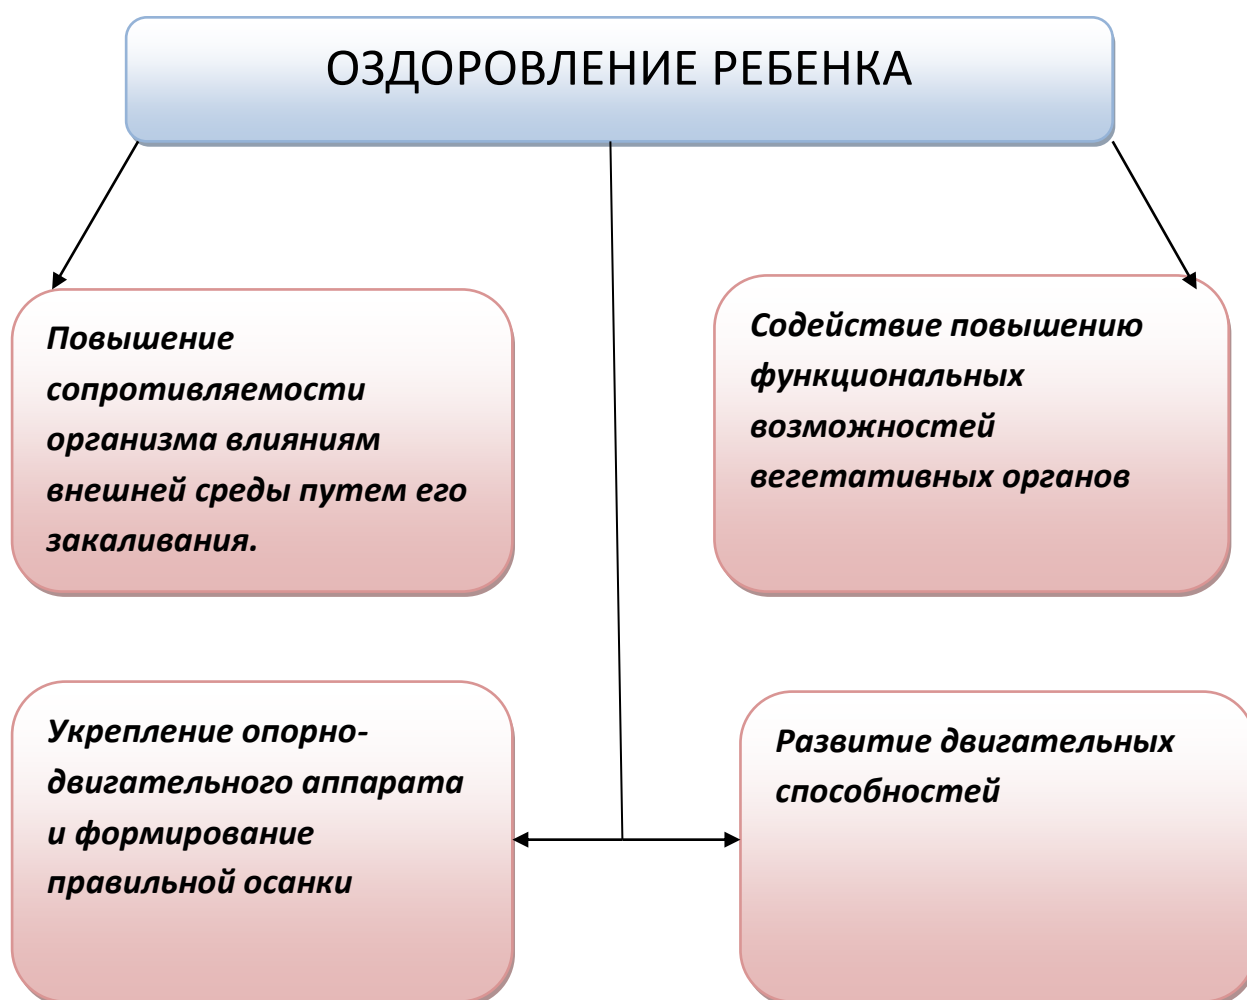 ОЗДОРОВЛЕНИЕ РЕБЕНКА
Повышение
сопротивляемости
организма влияниям
внешней среды путем его
закаливания.
Содействие повышению
функциональных
возможностей
вегетативных органов
Укрепление опорно-
двигательного аппарата
и формирование
правильной осанки
Развитие двигательных
способностей